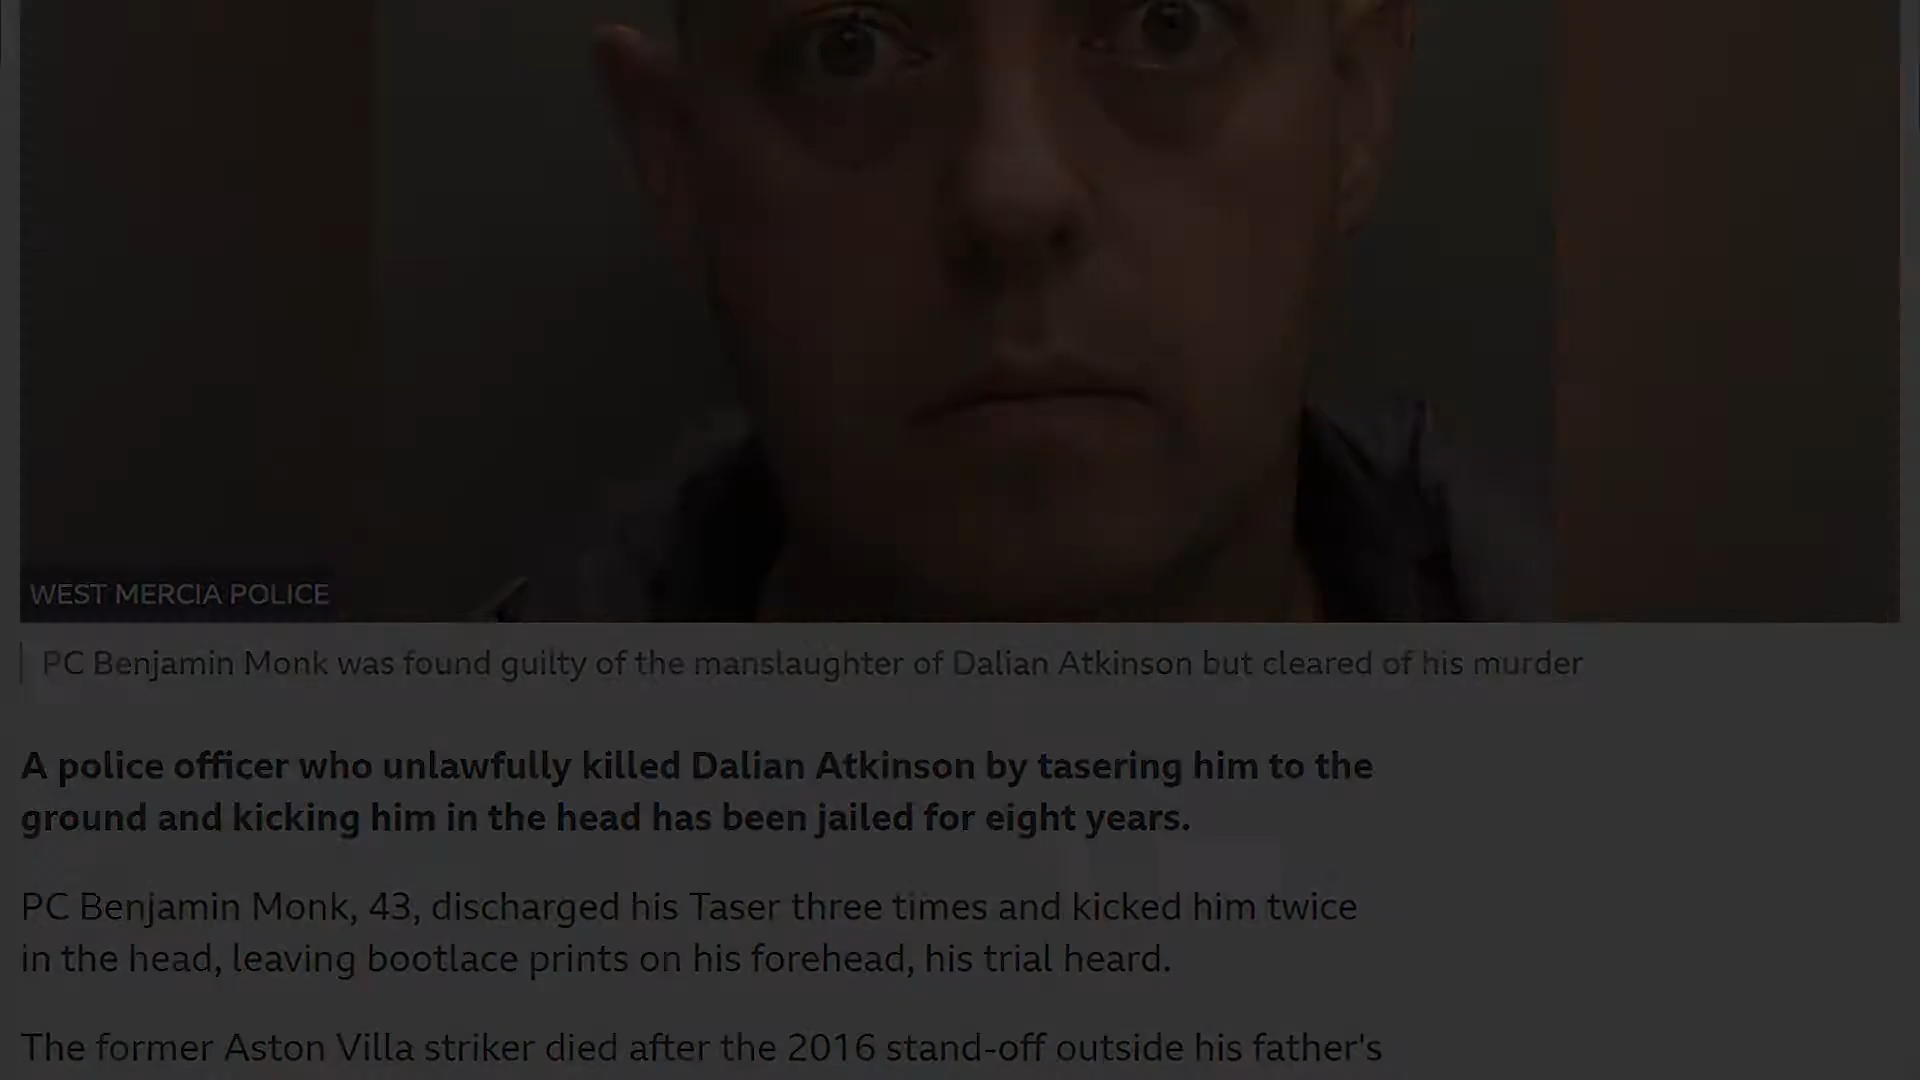 WEST MERCIA POLICE
PC Benjamin Monk was found guilty of the manslaughter of Dalian Atkinson but cleared of his murder
A police officer who unlawfully killed Dalian Atkinson by tasering him to the
ground and kicking him in the head has been jailed for eight years.
PC Benjamin Monk, 43, discharged his Taser three times and kicked him twice
in the head, leaving bootlace prints on his forehead, his trial heard.
The former Aston Villa striker died after the 2016 stand-off outside his father's